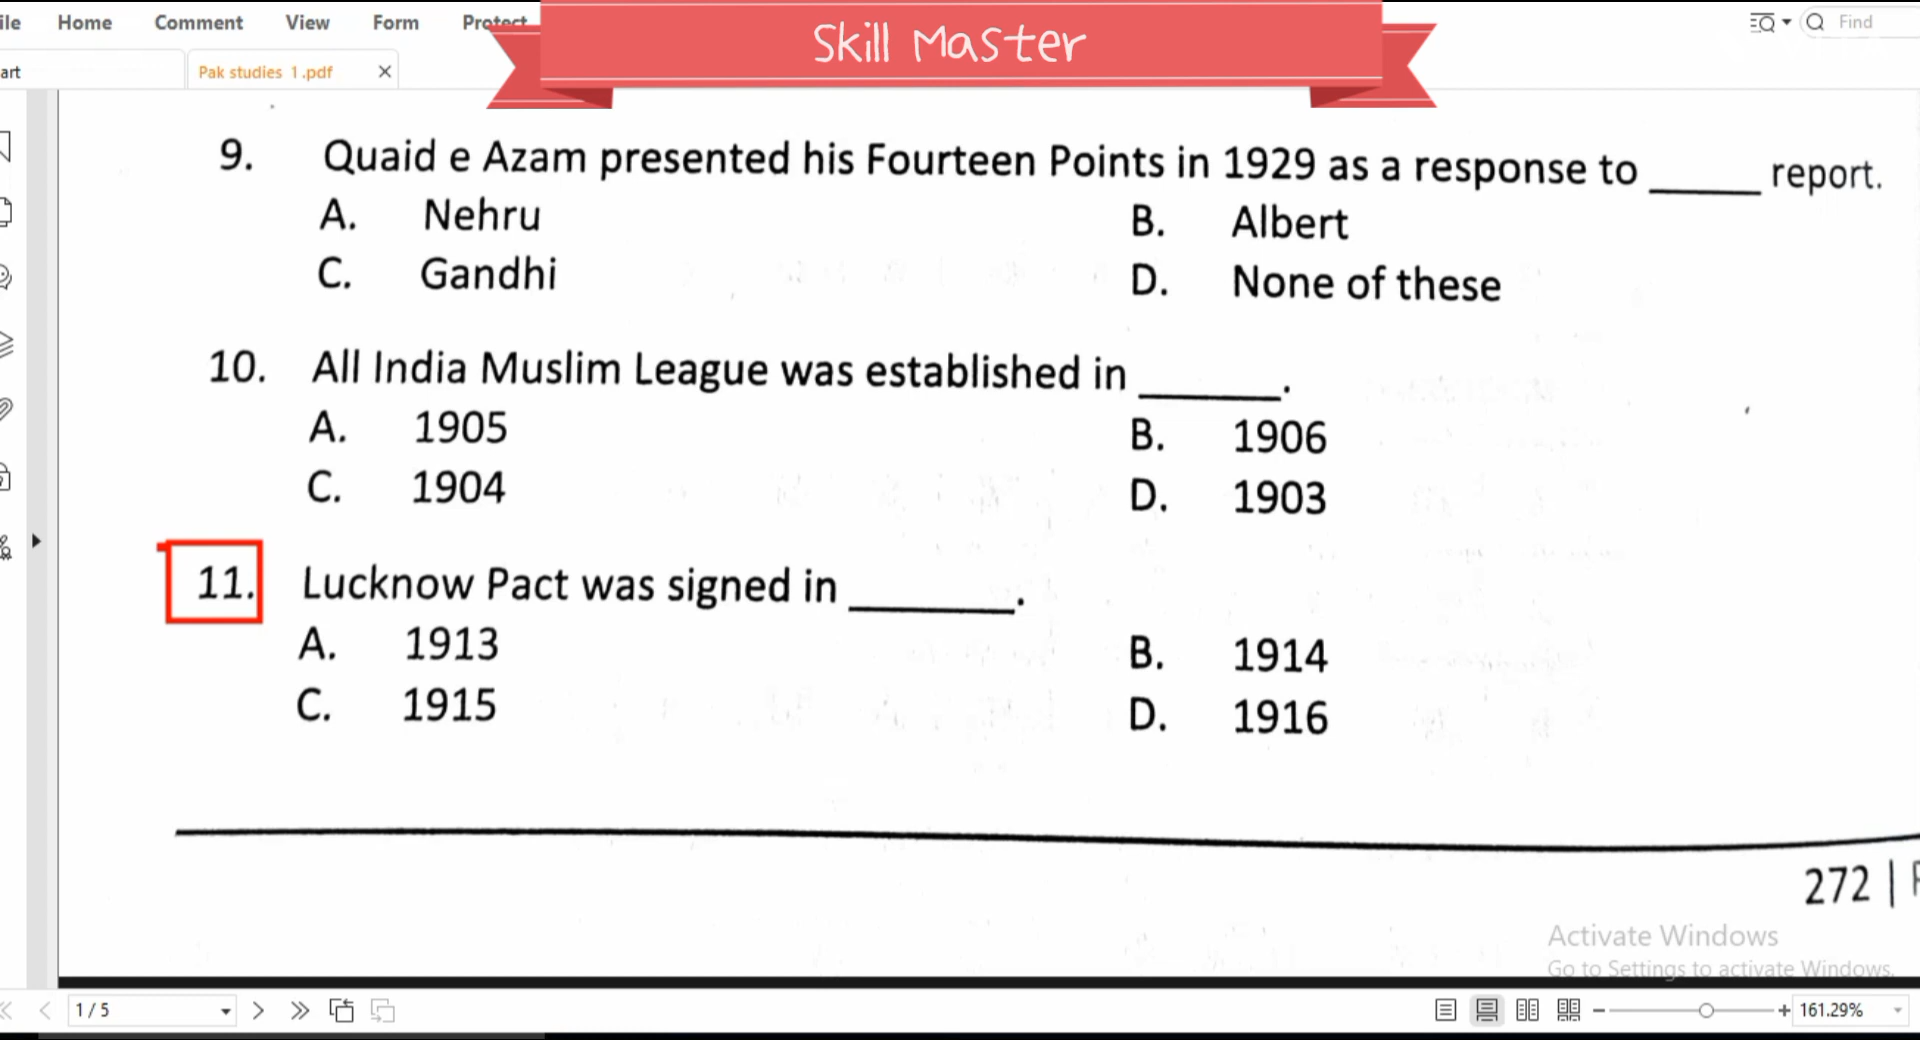 Home Comment View Form Protect
Skill Master
Find
art
Pak studies 1.pdf
9. Quaid e Azam presented his Fourteen Points in 1929 as a response to _____ report.
A. Nehru B. Albert
C. Gandhi D. None of these
10. All India Muslim League was established in ______.
A. 1905 B. 1906
C. 1904 D. 1903
11. Lucknow Pact was signed in _______.
A. 1913 B. 1914
C. 1915 D. 1916
272 |
Activate Windows
Go to Settings to activate Windows.
1 / 5
161.29%